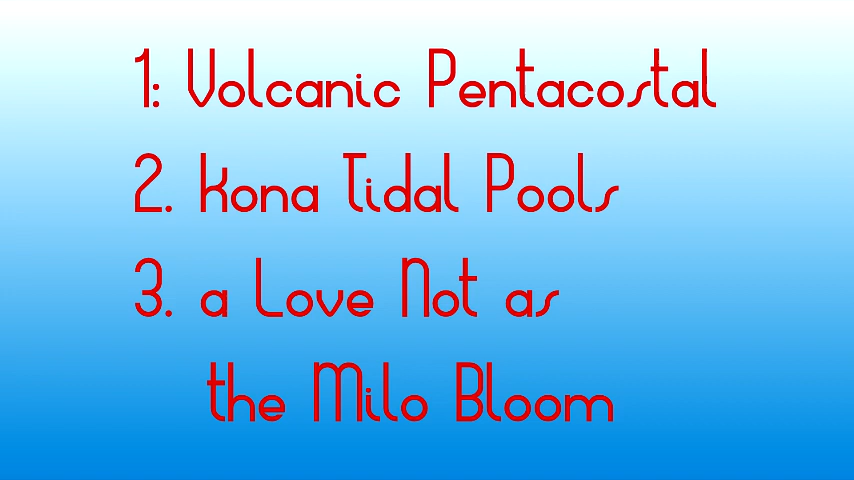 1: Volcanic Pentacostal
2. Kona Tidal Pools
3. a Love Not as
the Milo Bloom